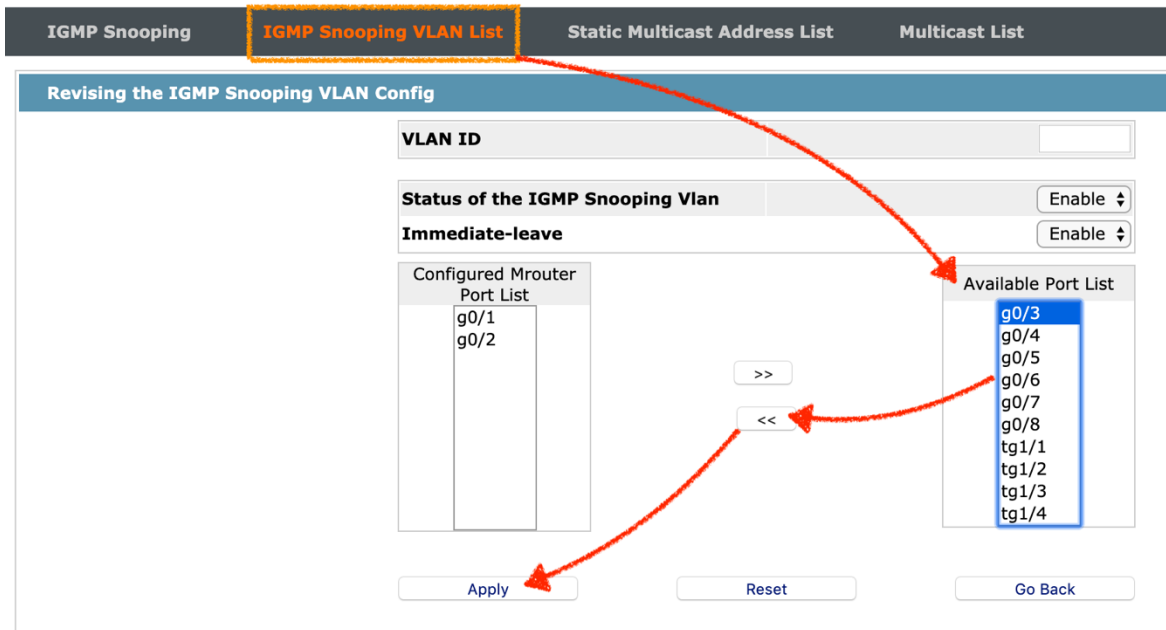 IGMP Snooping IGMP Snooping VLAN List Static Multicast Address List Multicast List
Revising the IGMP Snooping VLAN Config
VLAN ID
Status of the IGMP Snooping Vlan Enable
Immediate-leave Enable
Configured Mrouter
Port List
g0/1
g0/2
>>
<<
Available Port List
g0/3
g0/4
g0/5
g0/6
g0/7
g0/8
tg1/1
tg1/2
tg1/3
tg1/4
Apply Reset Go Back